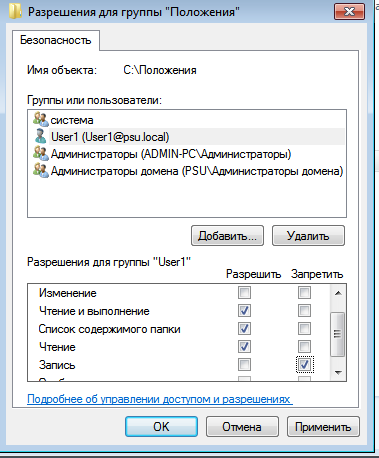 Разрешения для группы "Положения"
Безопасность
Имя объекта: C:\Положения
Группы или пользователи:
система
User1 (User1@psu.local)
Администраторы (ADMIN-PC\Администраторы)
Администраторы домена (PSU\Администраторы домена)
Добавить... Удалить
Разрешения для группы "User1"
Разрешить Запретить
Изменение
Чтение и выполнение
Список содержимого папки
Чтение
Запись
Подробнее об управлении доступом и разрешениях
OK Отмена Применить